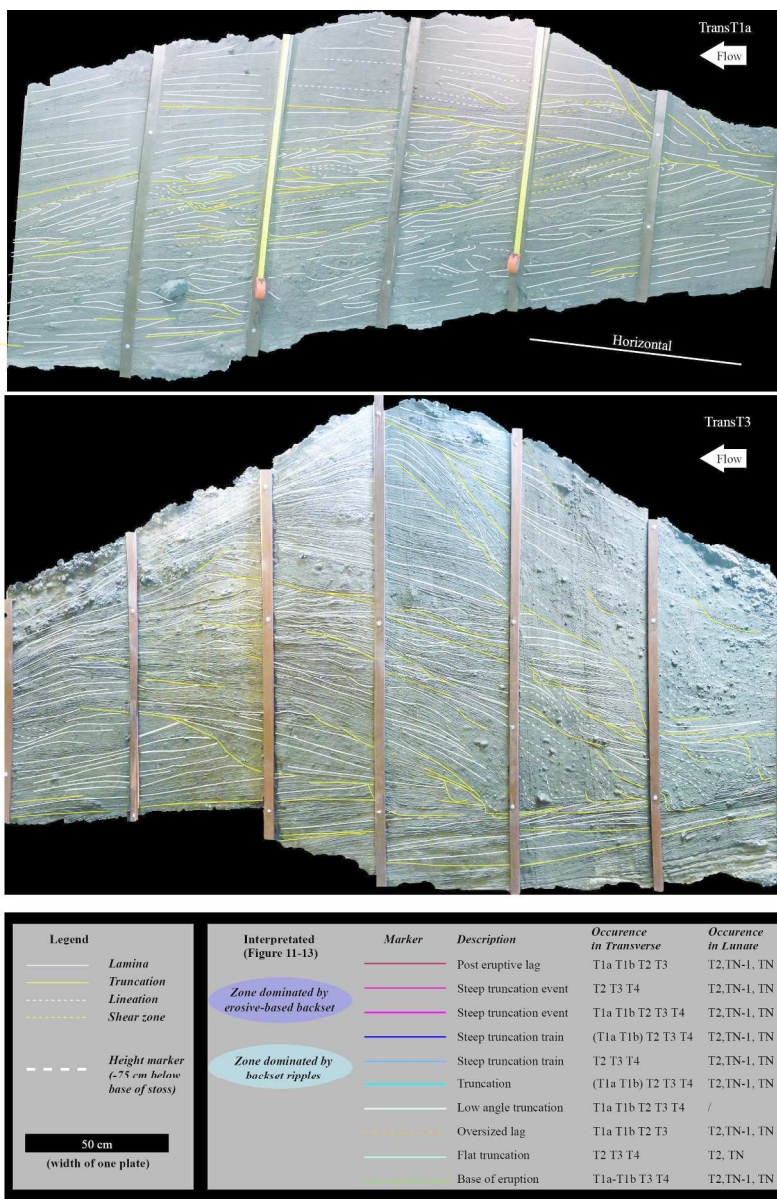 TransT1a
Flow
Horizontal
TransT3
Flow
Legend
Lamina
Truncation
Lineation
Shear zone
Height marker
(-75 cm below
base of stoss)
50 cm
(width of one plate)
Interpretated
(Figure 11-13)
Zone dominated by
erosive-based backset
Zone dominated by
backset ripples
Marker Description Occurence in Transverse Occurence in Lunate
Post eruptive lag T1a T1b T2 T3 T2,TN-1, TN
Steep truncation event T2 T3 T4 T2,TN-1, TN
Steep truncation event T1a T1b T2 T3 T4 T2,TN-1, TN
Steep truncation train (T1a T1b) T2 T3 T4 T2,TN-1, TN
Steep truncation train T2 T3 T4 T2,TN-1, TN
Truncation (T1a T1b) T2 T3 T4 T2,TN-1, TN
Low angle truncation T1a T1b T2 T3 T4 /
Oversized lag T1a T1b T2 T3 T2,TN-1, TN
Flat truncation T2 T3 T4 T2, TN
Base of eruption T1a-T1b T3 T4 T2,TN-1, TN